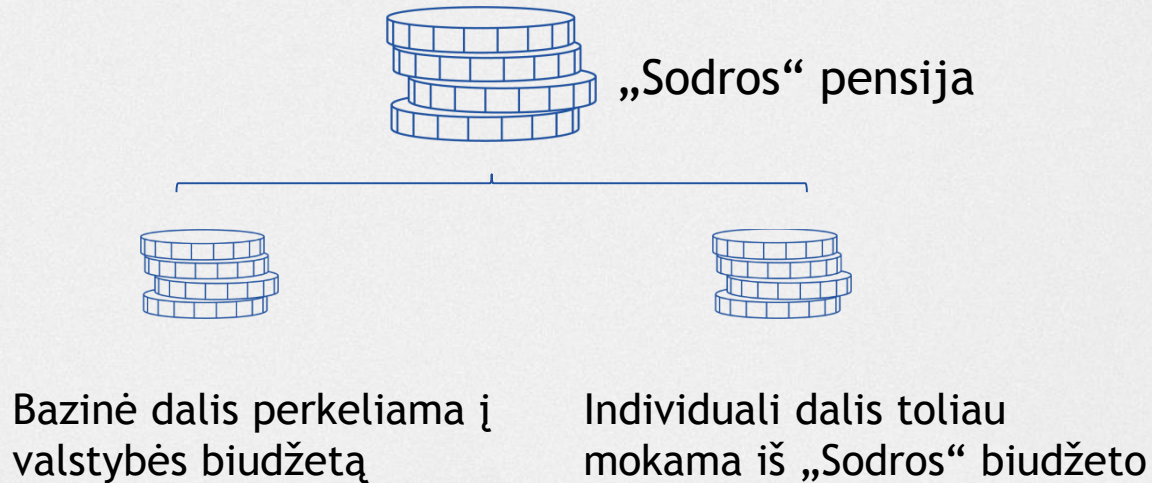 „Sodros“ pensija
Bazinė dalis perkeliama į
valstybės biudžetą
Individuali dalis toliau
mokama iš „Sodros“ biudžeto